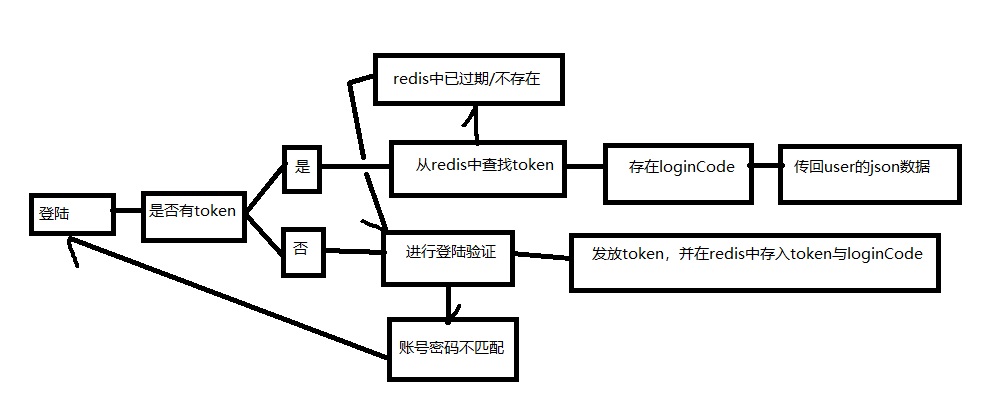 redis中已过期/不存在
是
从redis中查找token
存在loginCode
传回user的json数据
登陆
是否有token
否
进行登陆验证
发放token，并在redis中存入token与loginCode
账号密码不匹配